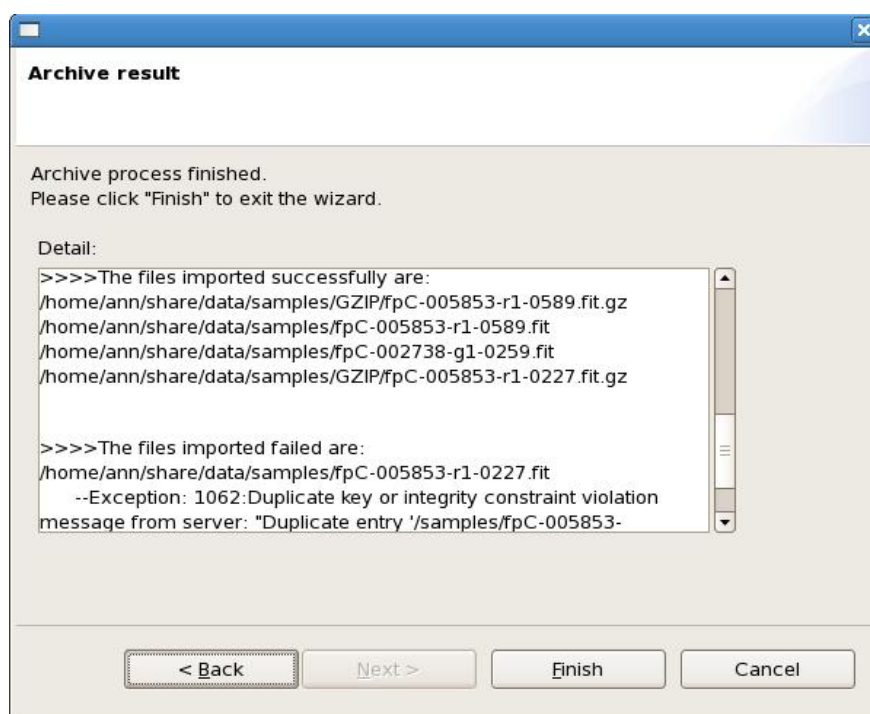 Archive result
Archive process finished.
Please click "Finish" to exit the wizard.
Detail:
>>>>The files imported successfully are:
/home/ann/share/data/samples/GZIP/fpC-005853-r1-0589.fit.gz
/home/ann/share/data/samples/fpC-005853-r1-0589.fit
/home/ann/share/data/samples/fpC-002738-g1-0259.fit
/home/ann/share/data/samples/GZIP/fpC-005853-r1-0227.fit.gz
>>>>The files imported failed are:
/home/ann/share/data/samples/fpC-005853-r1-0227.fit
--Exception: 1062:Duplicate key or integrity constraint violation
message from server: "Duplicate entry '/samples/fpC-005853-
< Back Next > Finish Cancel